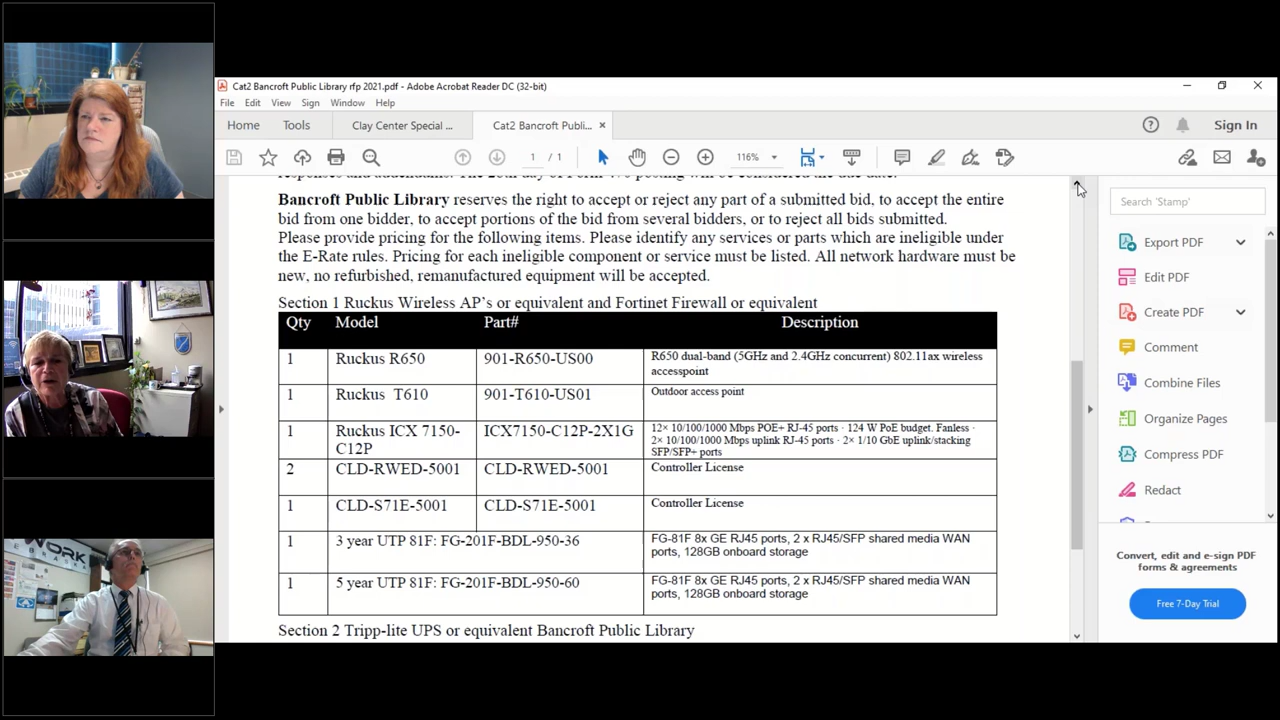 Cat2 Bancroft Public Library rfp 2021.pdf - Adobe Acrobat Reader DC (32-bit)
File Edit View Sign Window Help
Home Tools Clay Center Special ... Cat2 Bancroft Publi... × Sign In
1 / 1 116%
Bancroft Public Library reserves the right to accept or reject any part of a submitted bid, to accept the entire
bid from one bidder, to accept portions of the bid from several bidders, or to reject all bids submitted.
Please provide pricing for the following items. Please identify any services or parts which are ineligible under
the E-Rate rules. Pricing for each ineligible component or service must be listed. All network hardware must be
new, no refurbished, remanufactured equipment will be accepted.
Section 1 Ruckus Wireless AP's or equivalent and Fortinet Firewall or equivalent
Qty Model Part# Description
1 Ruckus R650 901-R650-US00 R650 dual-band (5GHz and 2.4GHz concurrent) 802.11ax wireless
accesspoint
1 Ruckus T610 901-T610-US01 Outdoor access point
1 Ruckus ICX 7150-
C12P
ICX7150-C12P-2X1G
12× 10/100/1000 Mbps POE+ RJ-45 ports · 124 W PoE budget. Fanless ·
2× 10/100/1000 Mbps uplink RJ-45 ports · 2× 1/10 GbE uplink/stacking
SFP/SFP+ ports
2 CLD-RWED-5001 CLD-RWED-5001 Controller License
1 CLD-S71E-5001 CLD-S71E-5001 Controller License
1 3 year UTP 81F: FG-201F-BDL-950-36 FG-81F 8x GE RJ45 ports, 2 x RJ45/SFP shared media WAN
ports, 128GB onboard storage
1 5 year UTP 81F: FG-201F-BDL-950-60 FG-81F 8x GE RJ45 ports, 2 x RJ45/SFP shared media WAN
ports, 128GB onboard storage
Section 2 Tripp-lite UPS or equivalent Bancroft Public Library
Search 'Stamp'
Export PDF
Edit PDF
Create PDF
Comment
Combine Files
Organize Pages
Compress PDF
Redact
Convert, edit and e-sign PDF
forms & agreements
Free 7-Day Trial